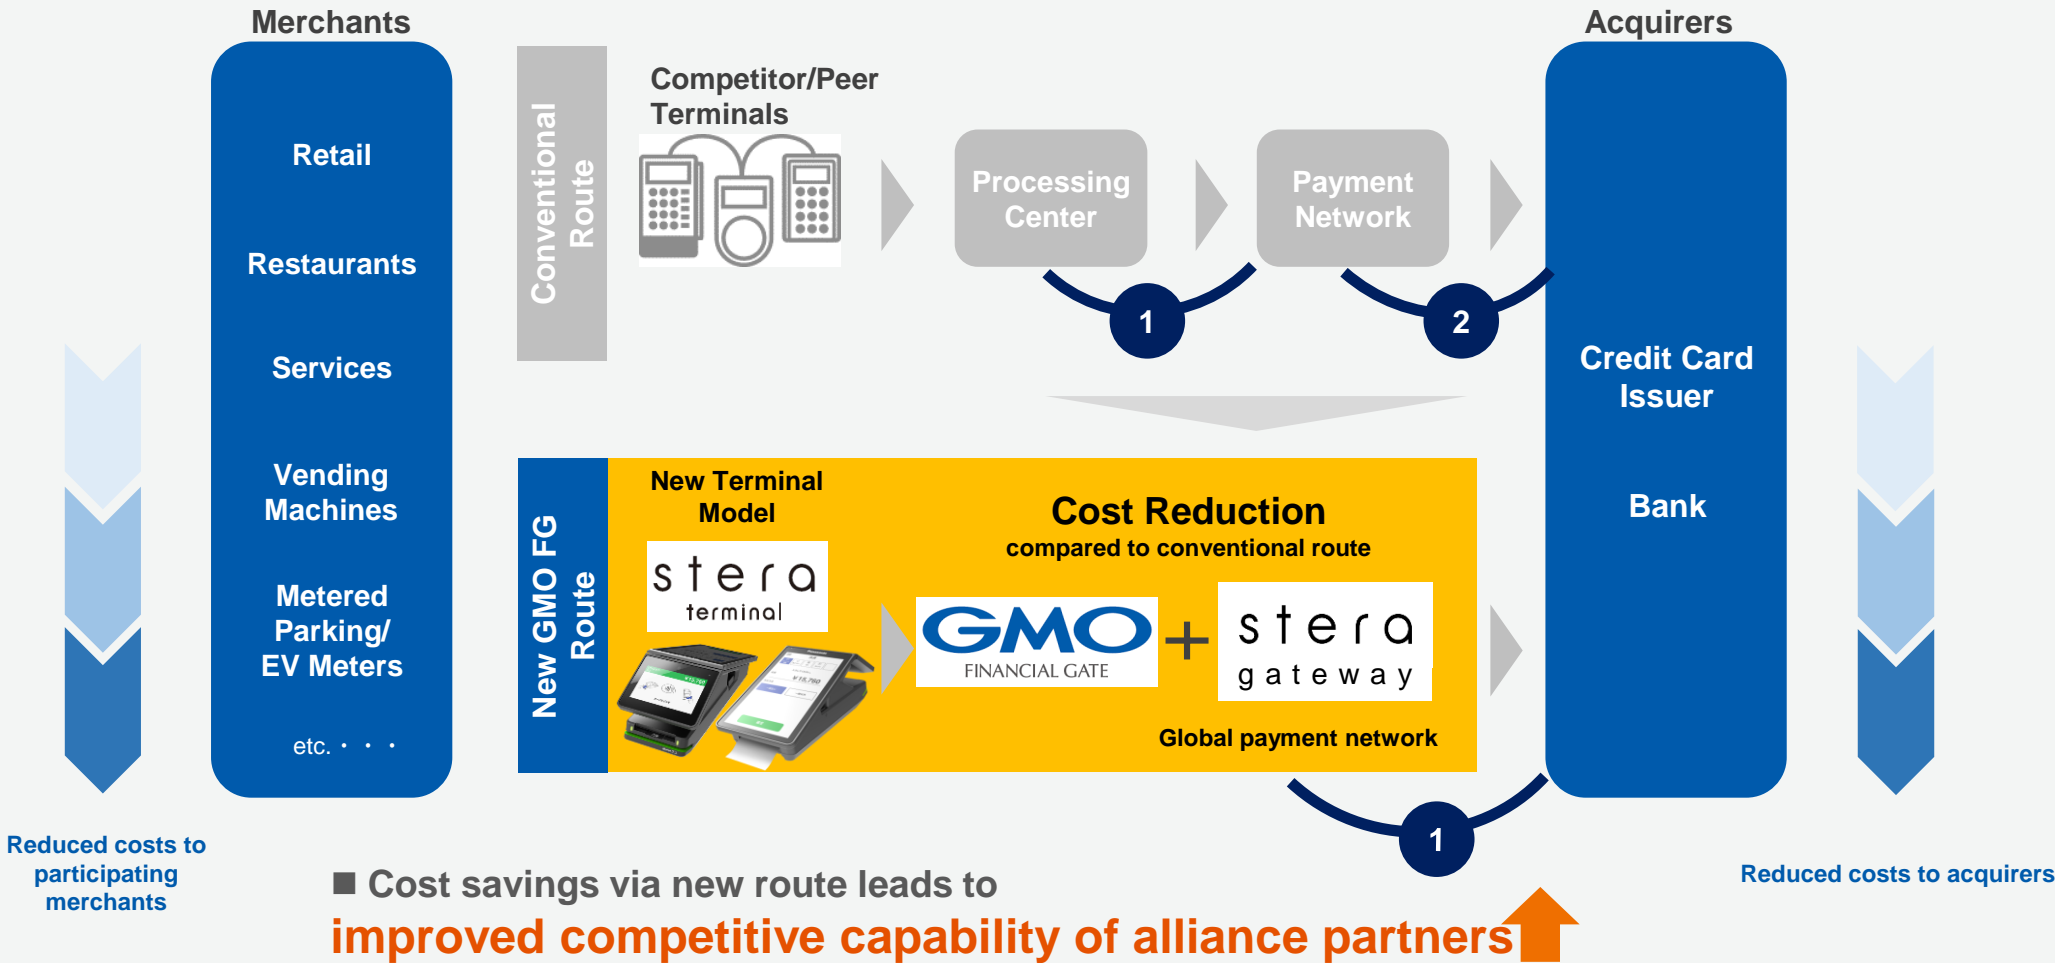 Merchants
Acquirers
Retail
Restaurants
Services
Vending
Machines
Metered
Parking/
EV Meters
etc.・・・
Conventional
Route
Competitor/Peer
Terminals
Processing
Center
Payment
Network
1
2
Credit Card
Issuer
Bank
New GMO FG
Route
New Terminal
Model
stera
terminal
Cost Reduction
compared to conventional route
GMO
FINANCIAL GATE
+
stera
gateway
Global payment network
1
Reduced costs to
participating
merchants
Reduced costs to acquirers
■ Cost savings via new route leads to
improved competitive capability of alliance partners